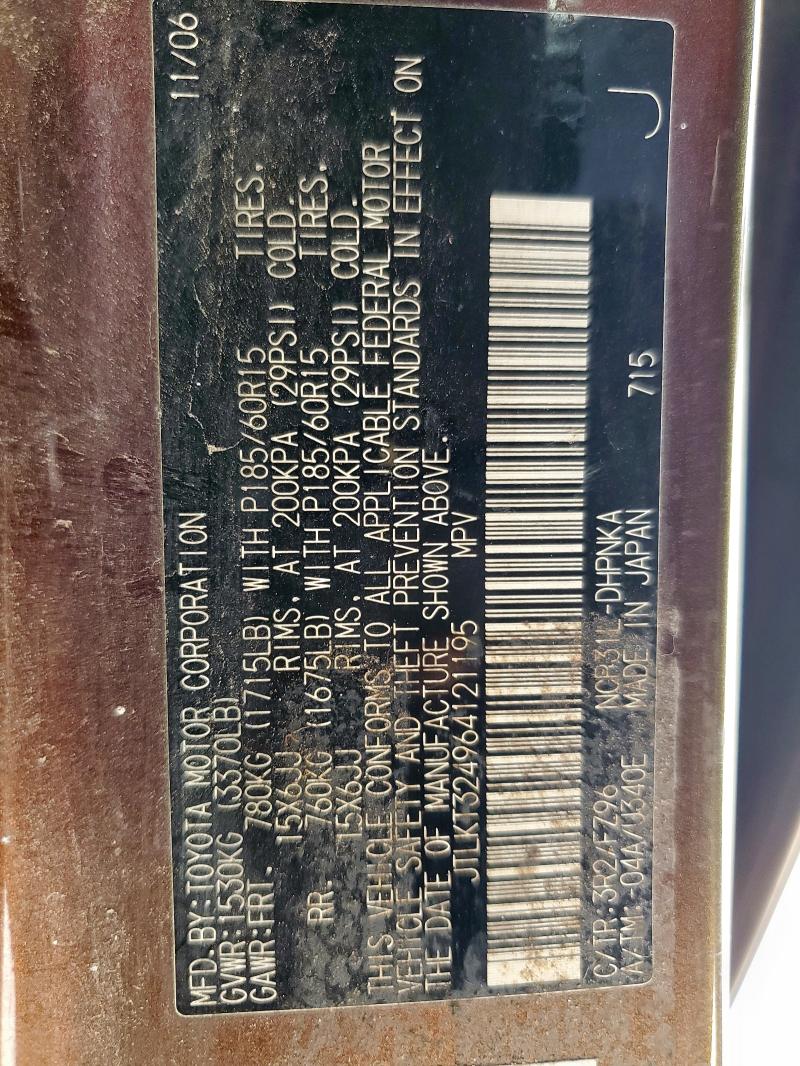 MFD.BY:TOYOTA MOTOR CORPORATION 11/06
GVWR:1530KG (3370LB)
GAWR:FRT. 780KG (1715LB) WITH P185/60R15 TIRES.
15X6JJ RIMS, AT 200KPA (29PSI) COLD.
RR. 760KG (1675LB) WITH P185/60R15 TIRES.
15X6JJ RIMS, AT 200KPA (29PSI) COLD.
THIS VEHICLE CONFORMS TO ALL APPLICABLE FEDERAL MOTOR
VEHICLE SAFETY AND THEFT PREVENTION STANDARDS IN EFFECT ON
THE DATE OF MANUFACTURE SHOWN ABOVE.
JTLKT324964121195 MPV
C/TR: NCP31L-DHPNKA
A/TM: -04A/U340E MADE IN JAPAN 715
J